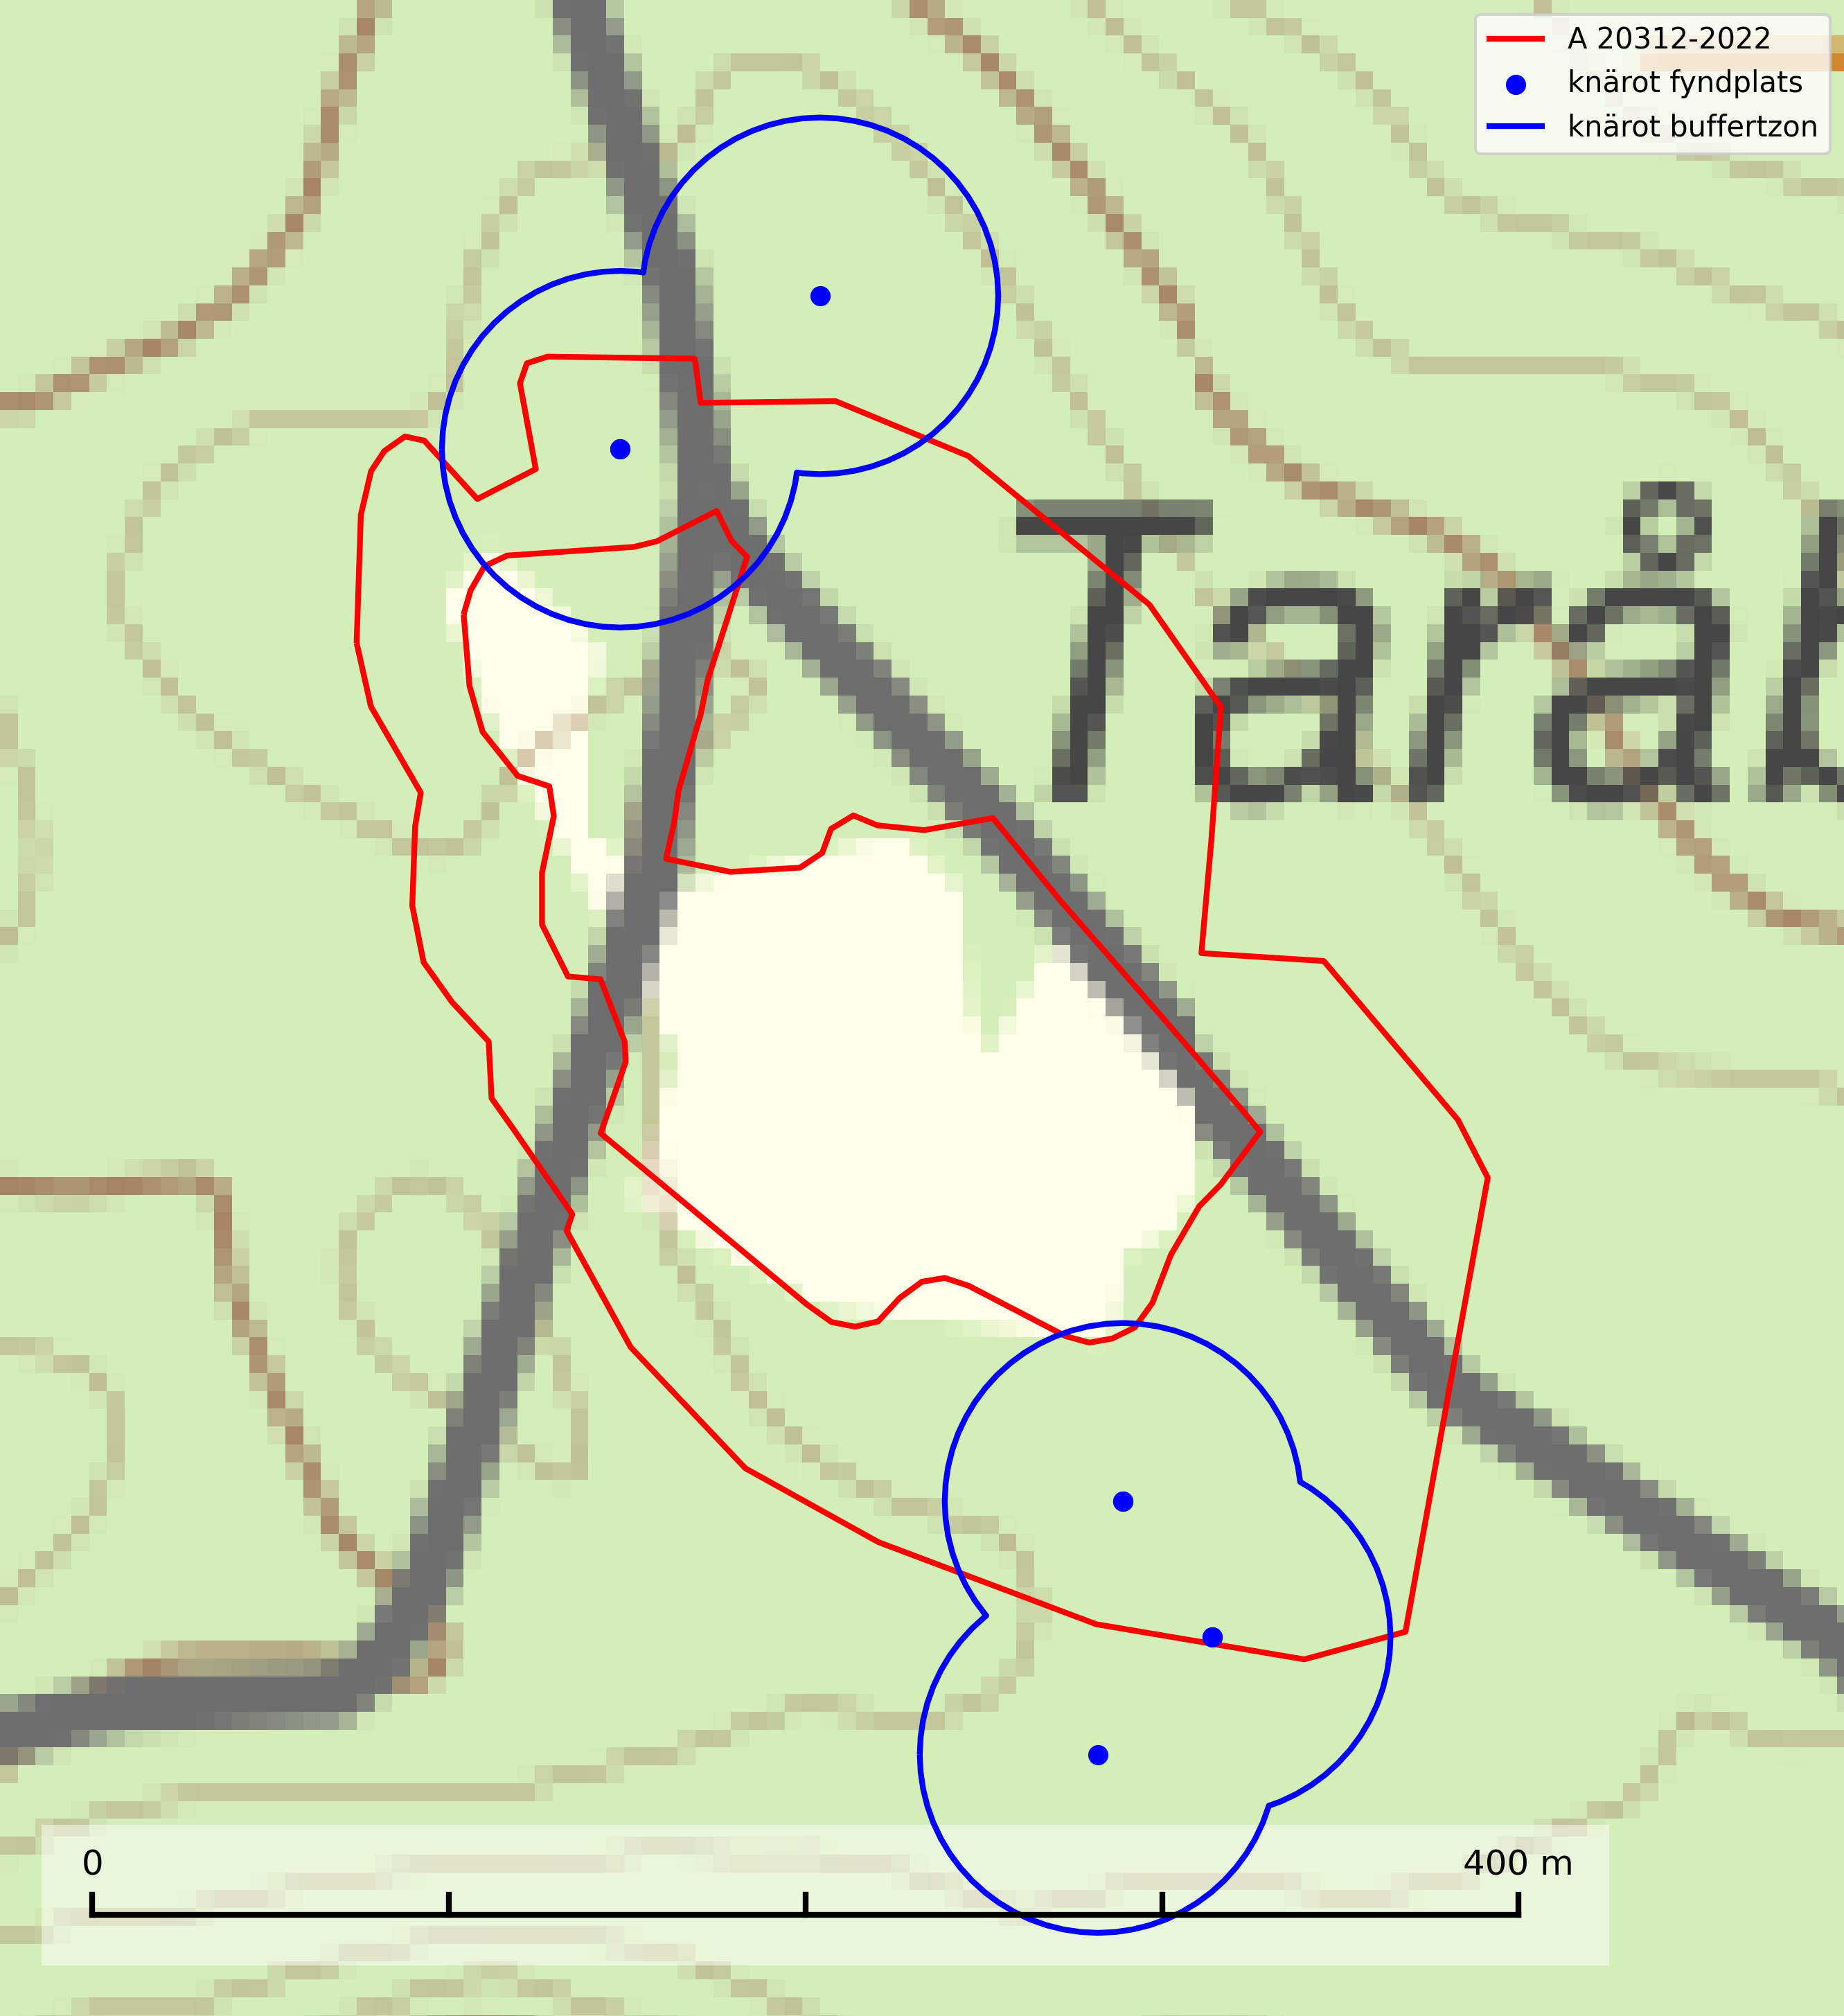 A 20312-2022
knärot fyndplats
knärot buffertzon
0
400 m